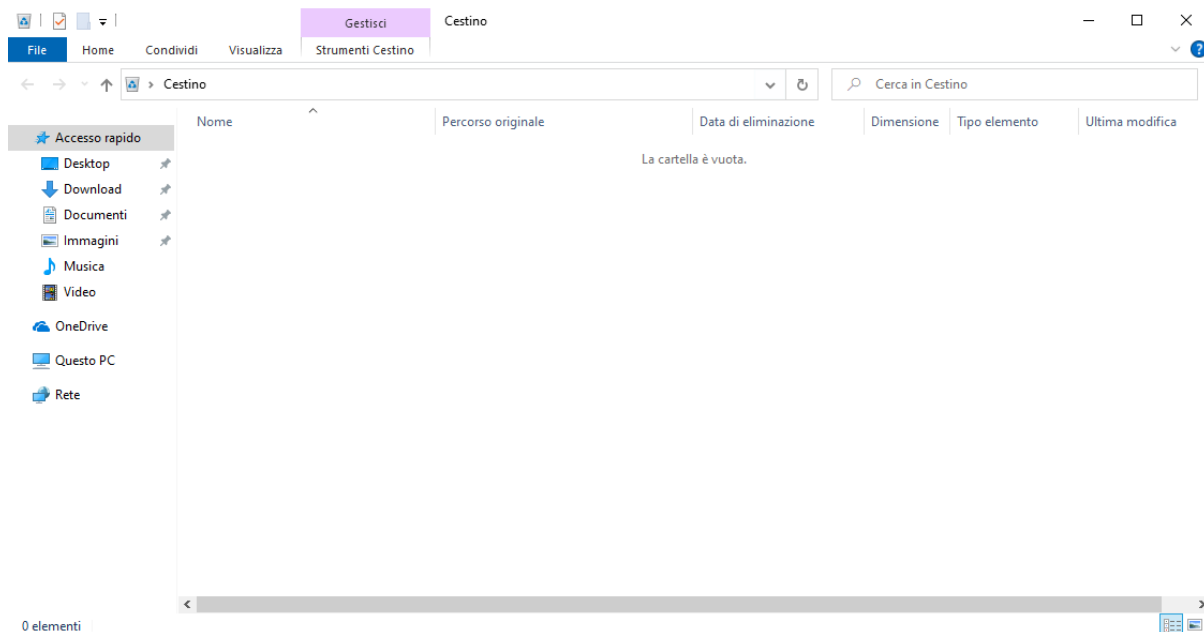 Gestisci Cestino
File Home Condividi Visualizza Strumenti Cestino ?
Cestino Cerca in Cestino
Nome Percorso originale Data di eliminazione Dimensione Tipo elemento Ultima modifica
La cartella è vuota.
Accesso rapido
Desktop
Download
Documenti
Immagini
Musica
Video
OneDrive
Questo PC
Rete
0 elementi